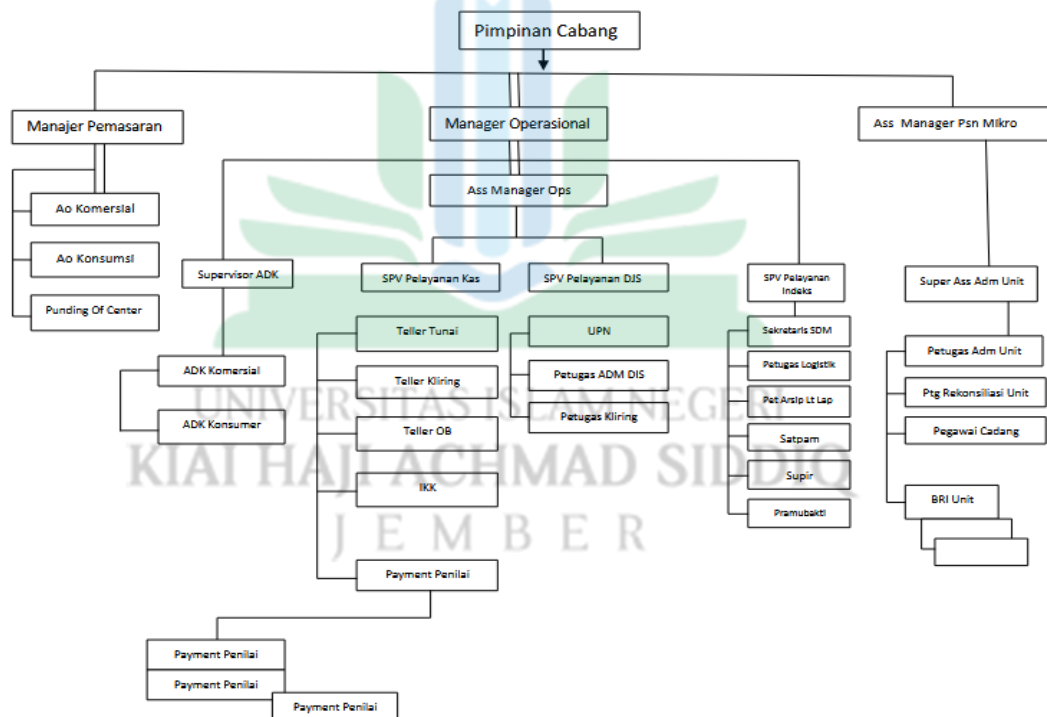 Pimpinan Cabang
Manajer Pemasaran
Manager Operasional
Ass Manager Psn Mikro
Ass Manager Ops
Ao Komersial
Ao Konsumsi
Punding Of Center
Supervisor ADK
SPV Pelayanan Kas
SPV Pelayanan DJS
SPV Pelayanan
Indeks
Super Ass Adm Unit
ADK Komersial
ADK Konsumer
Teller Tunai
Teller Kliring
Teller OB
IKK
Payment Penilai
UPN
Petugas ADM DIS
Petugas Kliring
Sekretaris SDM
Petugas Logistik
Pet Arsip Lt Lap
Satpam
Supir
Pramubakti
Petugas Adm Unit
Ptg Rekonsiliasi Unit
Pegawai Cadang
BRI Unit
Payment Penilai
Payment Penilai
Payment Penilai
UNIVERSITAS ISLAM NEGERI
KIAI HAJI ACHMAD SIDDIQ
JEMBER